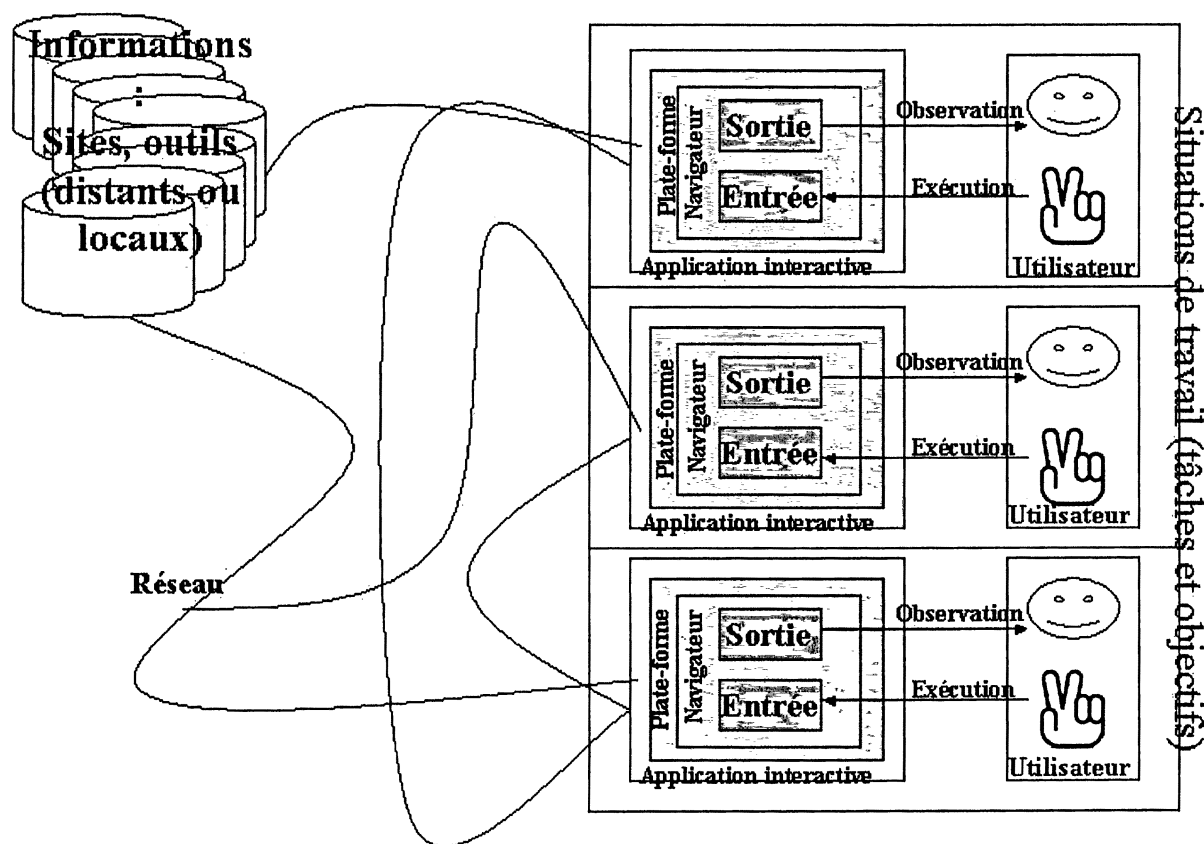 Informations
:
Sites, outils
(distants ou
locaux)
Réseau
Plate-forme
Navigateur
Sortie
Entrée
Application interactive
Observation
Exécution
Utilisateur
Plate-forme
Navigateur
Sortie
Entrée
Application interactive
Observation
Exécution
Utilisateur
Plate-forme
Navigateur
Sortie
Entrée
Application interactive
Observation
Exécution
Utilisateur
Situations de travail (tâches et objectifs)